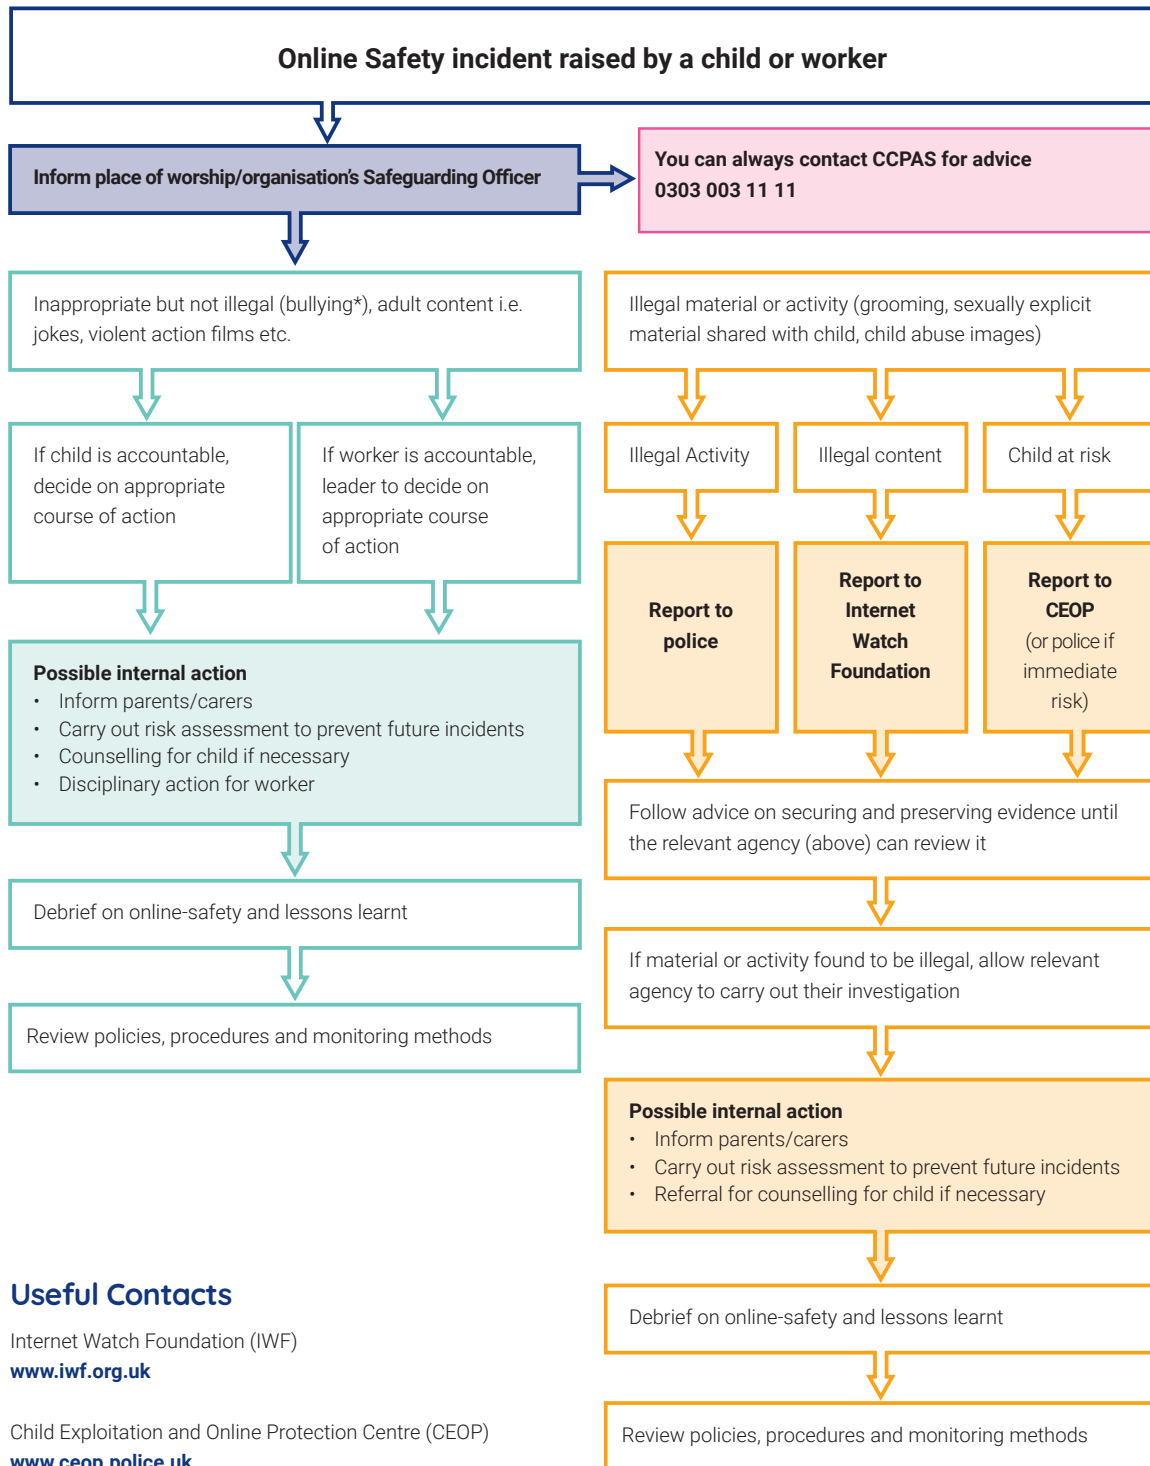 Online Safety incident raised by a child or worker
Inform place of worship/organisation's Safeguarding Officer
You can always contact CCPAS for advice
0303 003 11 11
Inappropriate but not illegal (bullying*), adult content i.e.
jokes, violent action films etc.
If child is accountable,
decide on appropriate
course of action
If worker is accountable,
leader to decide on
appropriate course
of action
Possible internal action
• Inform parents/carers
• Carry out risk assessment to prevent future incidents
• Counselling for child if necessary
• Disciplinary action for worker
Debrief on online-safety and lessons learnt
Review policies, procedures and monitoring methods
Illegal material or activity (grooming, sexually explicit
material shared with child, child abuse images)
Illegal Activity
Illegal content
Child at risk
Report to
police
Report to
Internet
Watch
Foundation
Report to
CEOP
(or police if
immediate
risk)
Follow advice on securing and preserving evidence until
the relevant agency (above) can review it
If material or activity found to be illegal, allow relevant
agency to carry out their investigation
Possible internal action
• Inform parents/carers
• Carry out risk assessment to prevent future incidents
• Referral for counselling for child if necessary
Debrief on online-safety and lessons learnt
Review policies, procedures and monitoring methods
Useful Contacts
Internet Watch Foundation (IWF)
www.iwf.org.uk
Child Exploitation and Online Protection Centre (CEOP)
www.ceop.police.uk